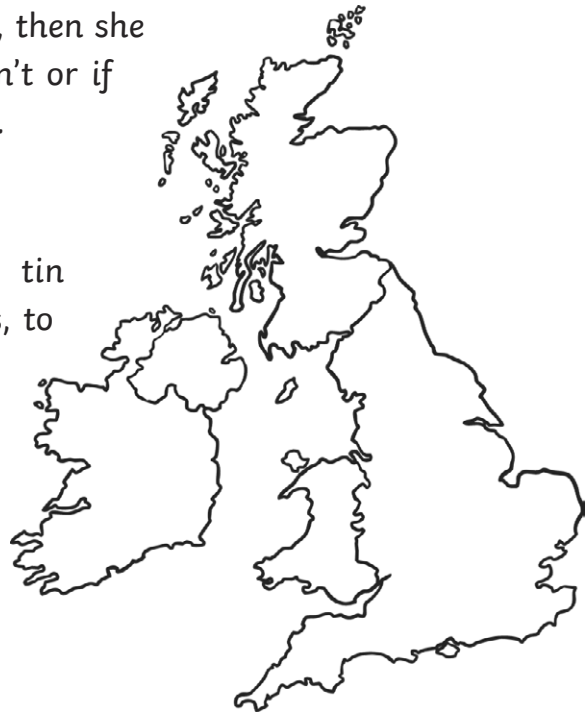 , then she
n't or if
.
tin
s, to